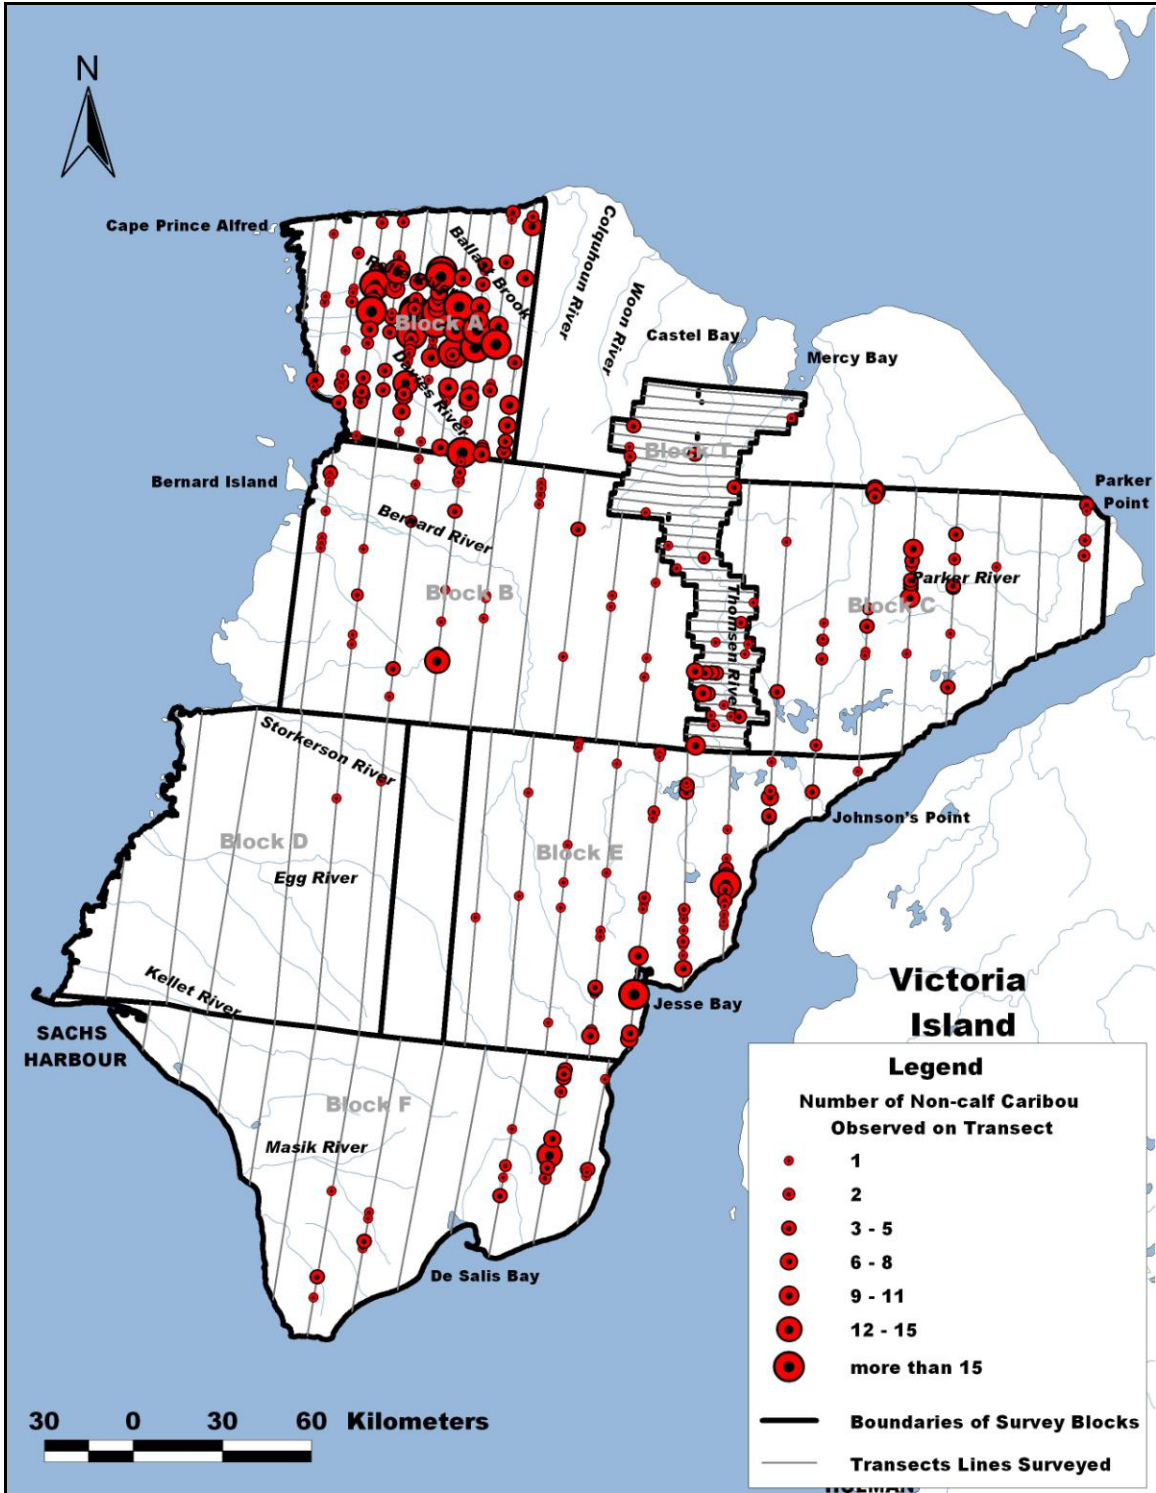 N
Cape Prince Alfred
Ballast Brook
Colquhoun River
Woon River
Castel Bay
Mercy Bay
Block A
Davies River
Block T
Bernard Island
Parker
Point
Bernard River
Parker River
Block B
Thomsen River
Block C
Storkerson River
Block D
Block E
Johnson's Point
Egg River
Kellet River
Jesse Bay
Victoria
Island
SACHS
HARBOUR
Block F
Masik River
De Salis Bay
Legend
Number of Non-calf Caribou
Observed on Transect
1
2
3 - 5
6 - 8
9 - 11
12 - 15
more than 15
Boundaries of Survey Blocks
Transects Lines Surveyed
30 0 30 60 Kilometers